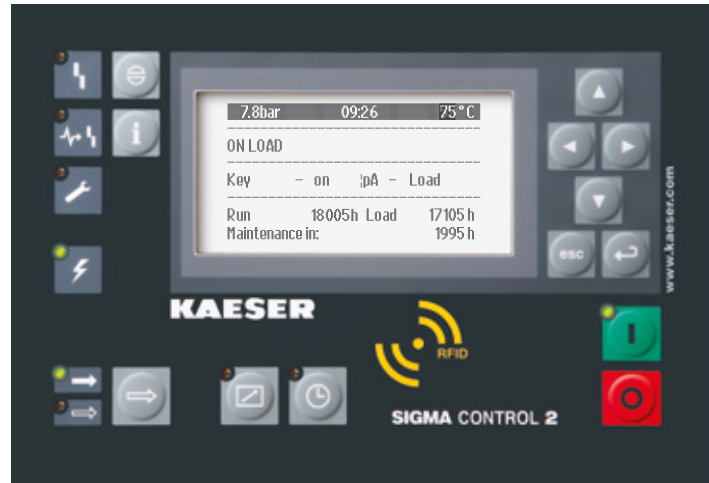 7.8bar 09:26 75°C
ON LOAD
Key - on ¦pA - Load
Run 18005h Load 17105h
Maintenance in: 1995h
esc
www.kaeser.com
KAESER
RFID
SIGMA CONTROL 2